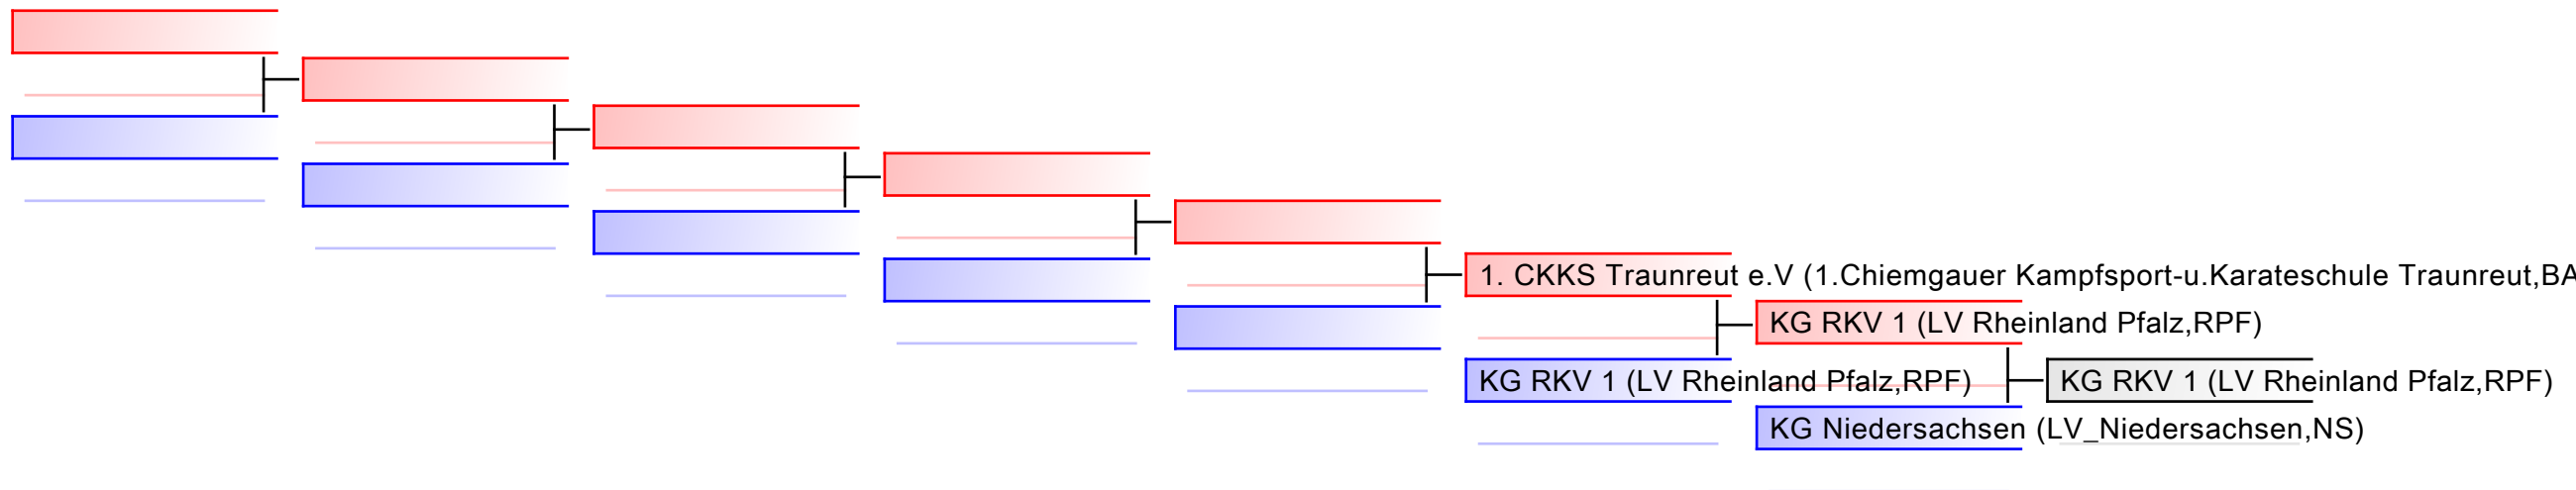 1. CKKS Traunreut e.V (1.Chiemgauer Kampfsport-u.Karateschule Traunreut,BA
KG RKV 1 (LV Rheinland Pfalz,RPF)
KG RKV 1 (LV Rheinland Pfalz,RPF)
KG RKV 1 (LV Rheinland Pfalz,RPF)
KG Niedersachsen (LV_Niedersachsen,NS)